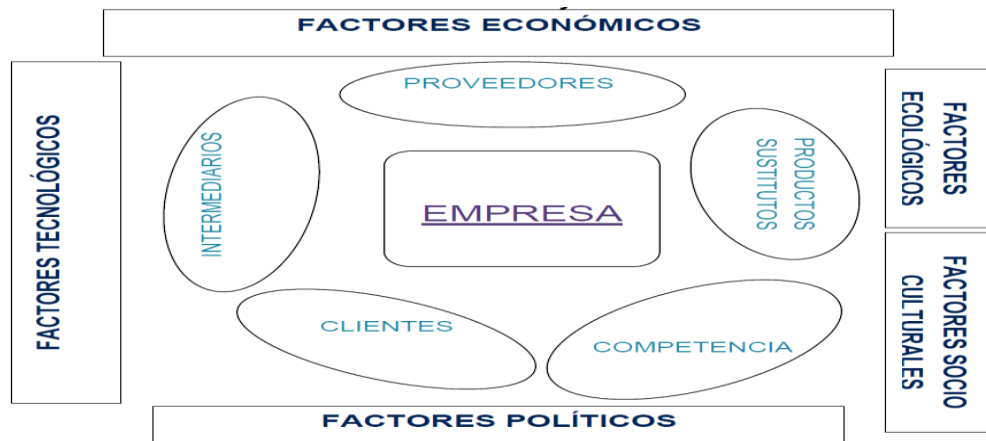 FACTORES ECONÓMICOS
PROVEEDORES
FACTORES TECNOLÓGICOS
INTERMEDIARIOS
EMPRESA
PRODUCTOS
SUSTITUTOS
FACTORES
ECOLÓGICOS
CLIENTES
COMPETENCIA
FACTORES SOCIO
CULTURALES
FACTORES POLÍTICOS